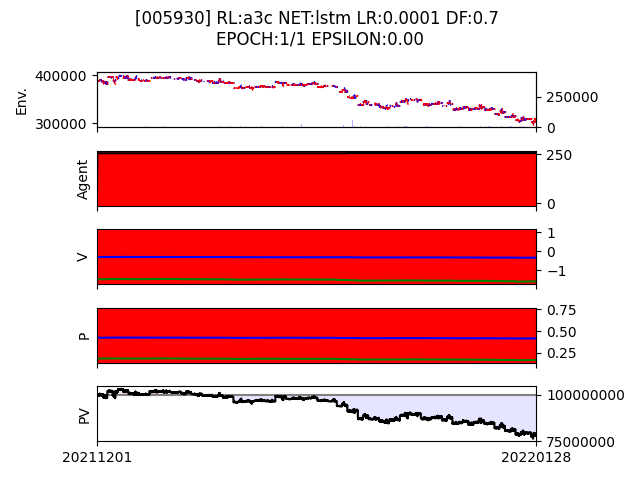 [005930] RL:a3c NET:lstm LR:0.0001 DF:0.7
EPOCH:1/1 EPSILON:0.00
400000
300000
Env.
250000
0
Agent
250
0
V
1
0
−1
P
0.75
0.50
0.25
PV
100000000
75000000
20211201
20220128